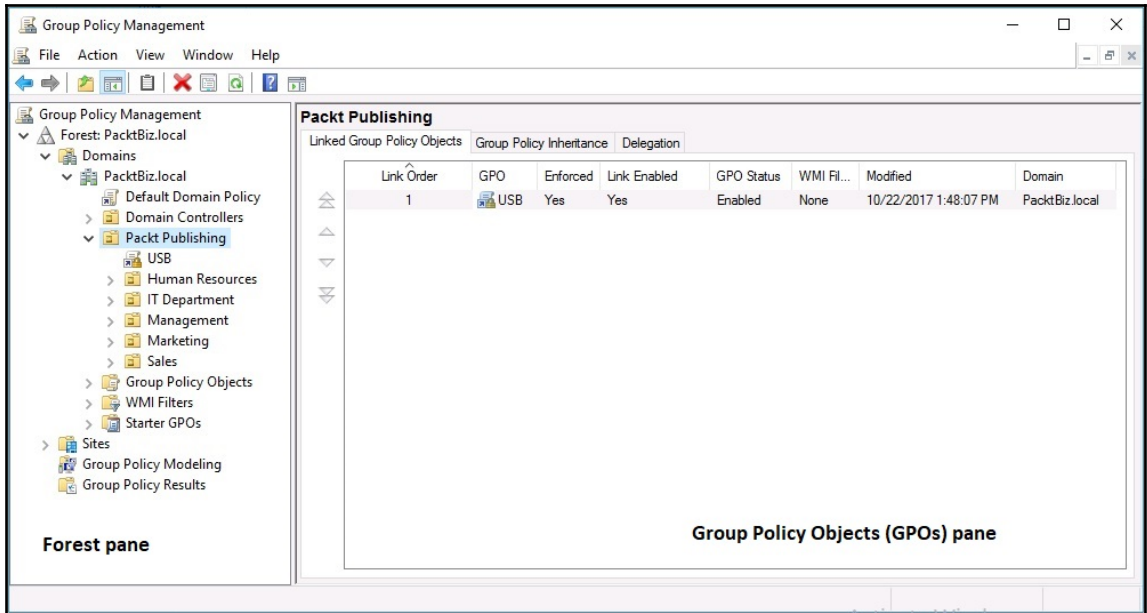 Group Policy Management
File Action View Window Help
Group Policy Management
Forest: PacktBiz.local
Domains
PacktBiz.local
Default Domain Policy
Domain Controllers
Packt Publishing
USB
Human Resources
IT Department
Management
Marketing
Sales
Group Policy Objects
WMI Filters
Starter GPOs
Sites
Group Policy Modeling
Group Policy Results
Forest pane
Packt Publishing
Linked Group Policy Objects Group Policy Inheritance Delegation
Link Order GPO Enforced Link Enabled GPO Status WMI Fil... Modified Domain
1 USB Yes Yes Enabled None 10/22/2017 1:48:07 PM PacktBiz.local
Group Policy Objects (GPOs) pane